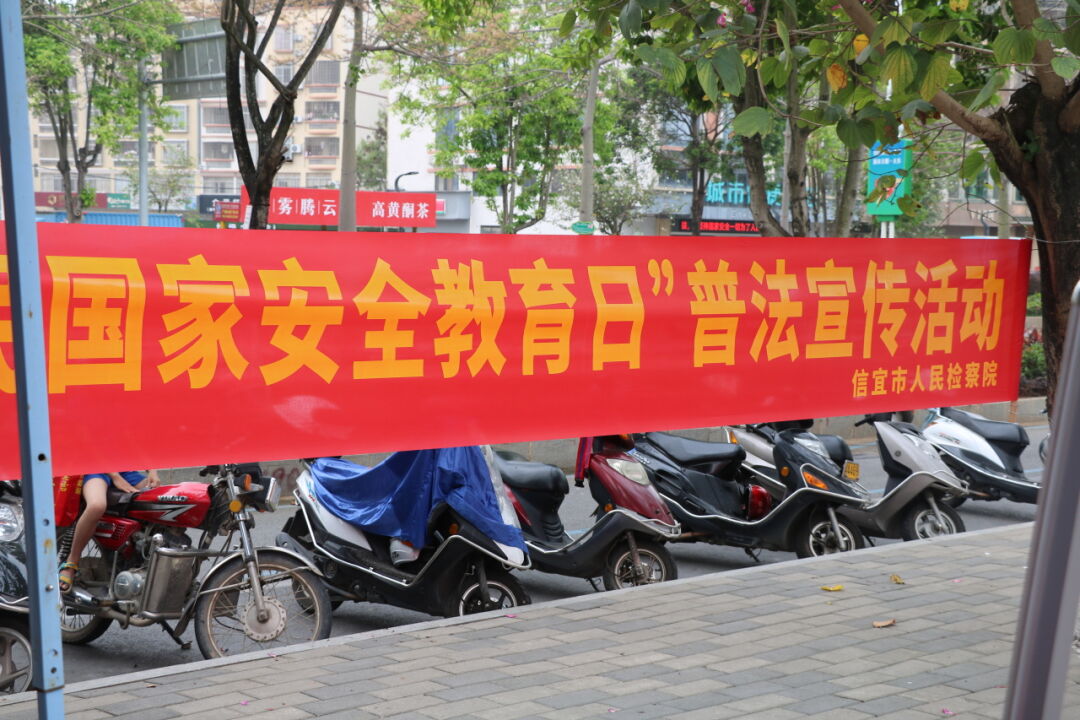 雾腾云
高黄酮茶
城市
国家安全教育日”普法宣传活动
信宜市人民检察院